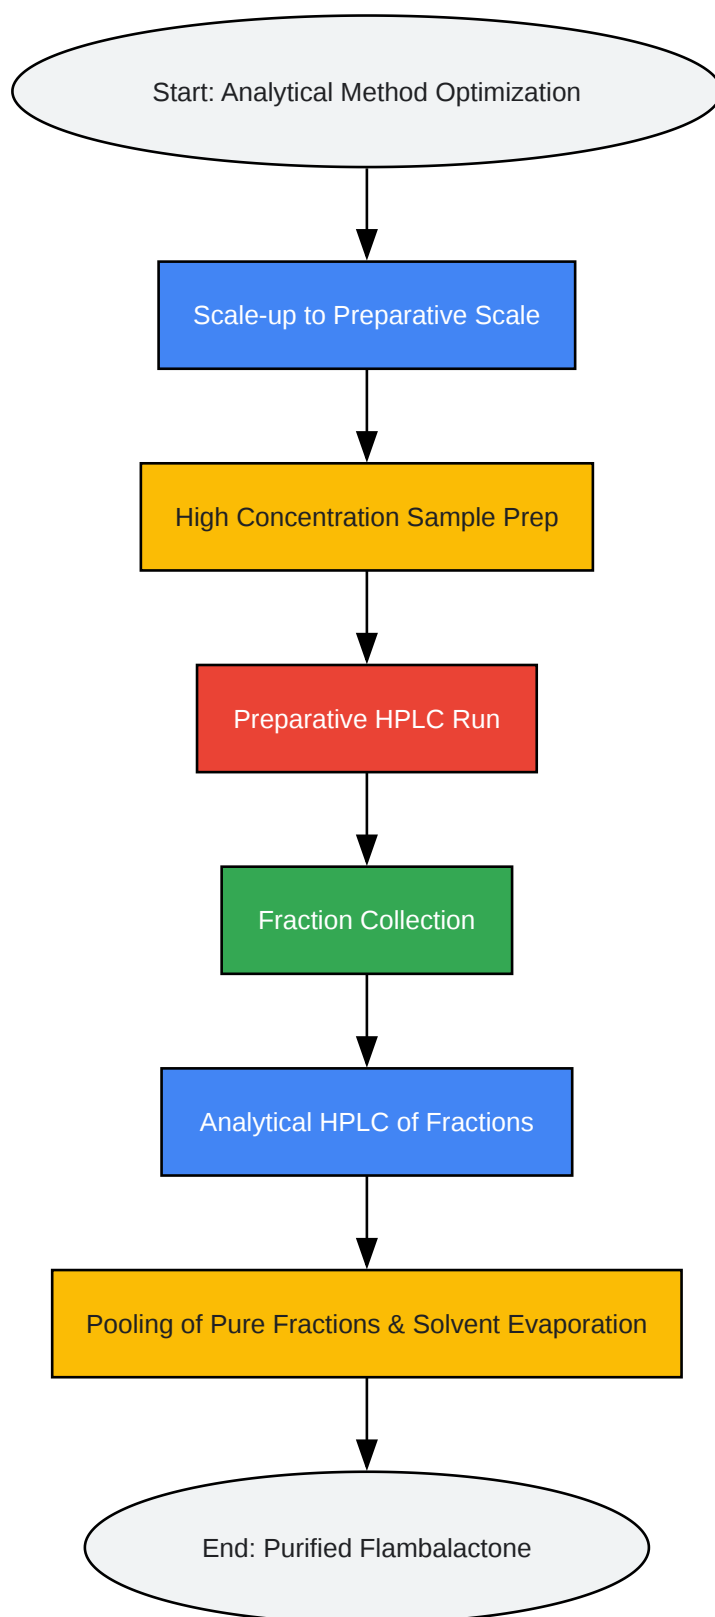 Start: Analytical Method Optimization
Scale-up to Preparative Scale
High Concentration Sample Prep
Preparative HPLC Run
Fraction Collection
Analytical HPLC of Fractions
Pooling of Pure Fractions & Solvent Evaporation
End: Purified Flambalactone